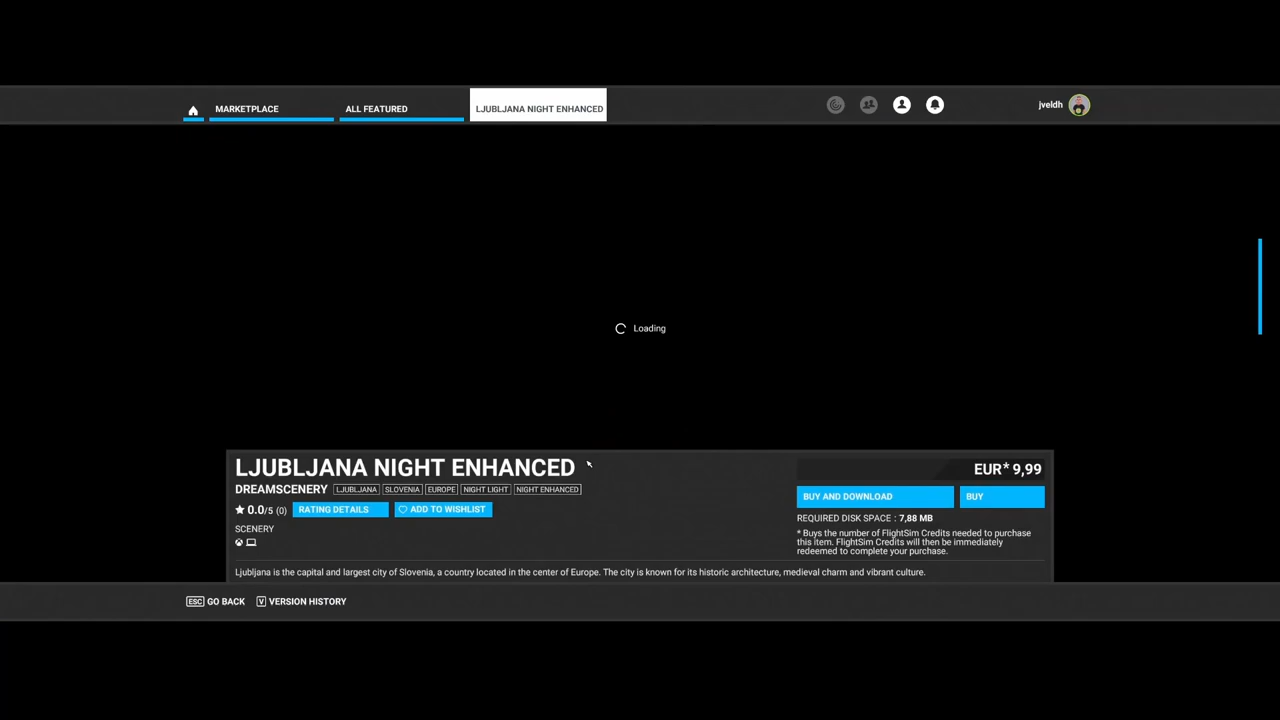 MARKETPLACE
ALL FEATURED
LJUBLJANA NIGHT ENHANCED
jveldh
Loading
LJUBLJANA NIGHT ENHANCED
EUR* 9,99
DREAMSCENERY LJUBLJANA SLOVENIA EUROPE NIGHT LIGHT NIGHT ENHANCED
BUY AND DOWNLOAD
BUY
0.0/5 (0) RATING DETAILS ADD TO WISHLIST
REQUIRED DISK SPACE : 7,88 MB
SCENERY
* Buys the number of FlightSim Credits needed to purchase
this item. FlightSim Credits will then be immediately
redeemed to complete your purchase.
Ljubljana is the capital and largest city of Slovenia, a country located in the center of Europe. The city is known for its historic architecture, medieval charm and vibrant culture.
ESC GO BACK V VERSION HISTORY